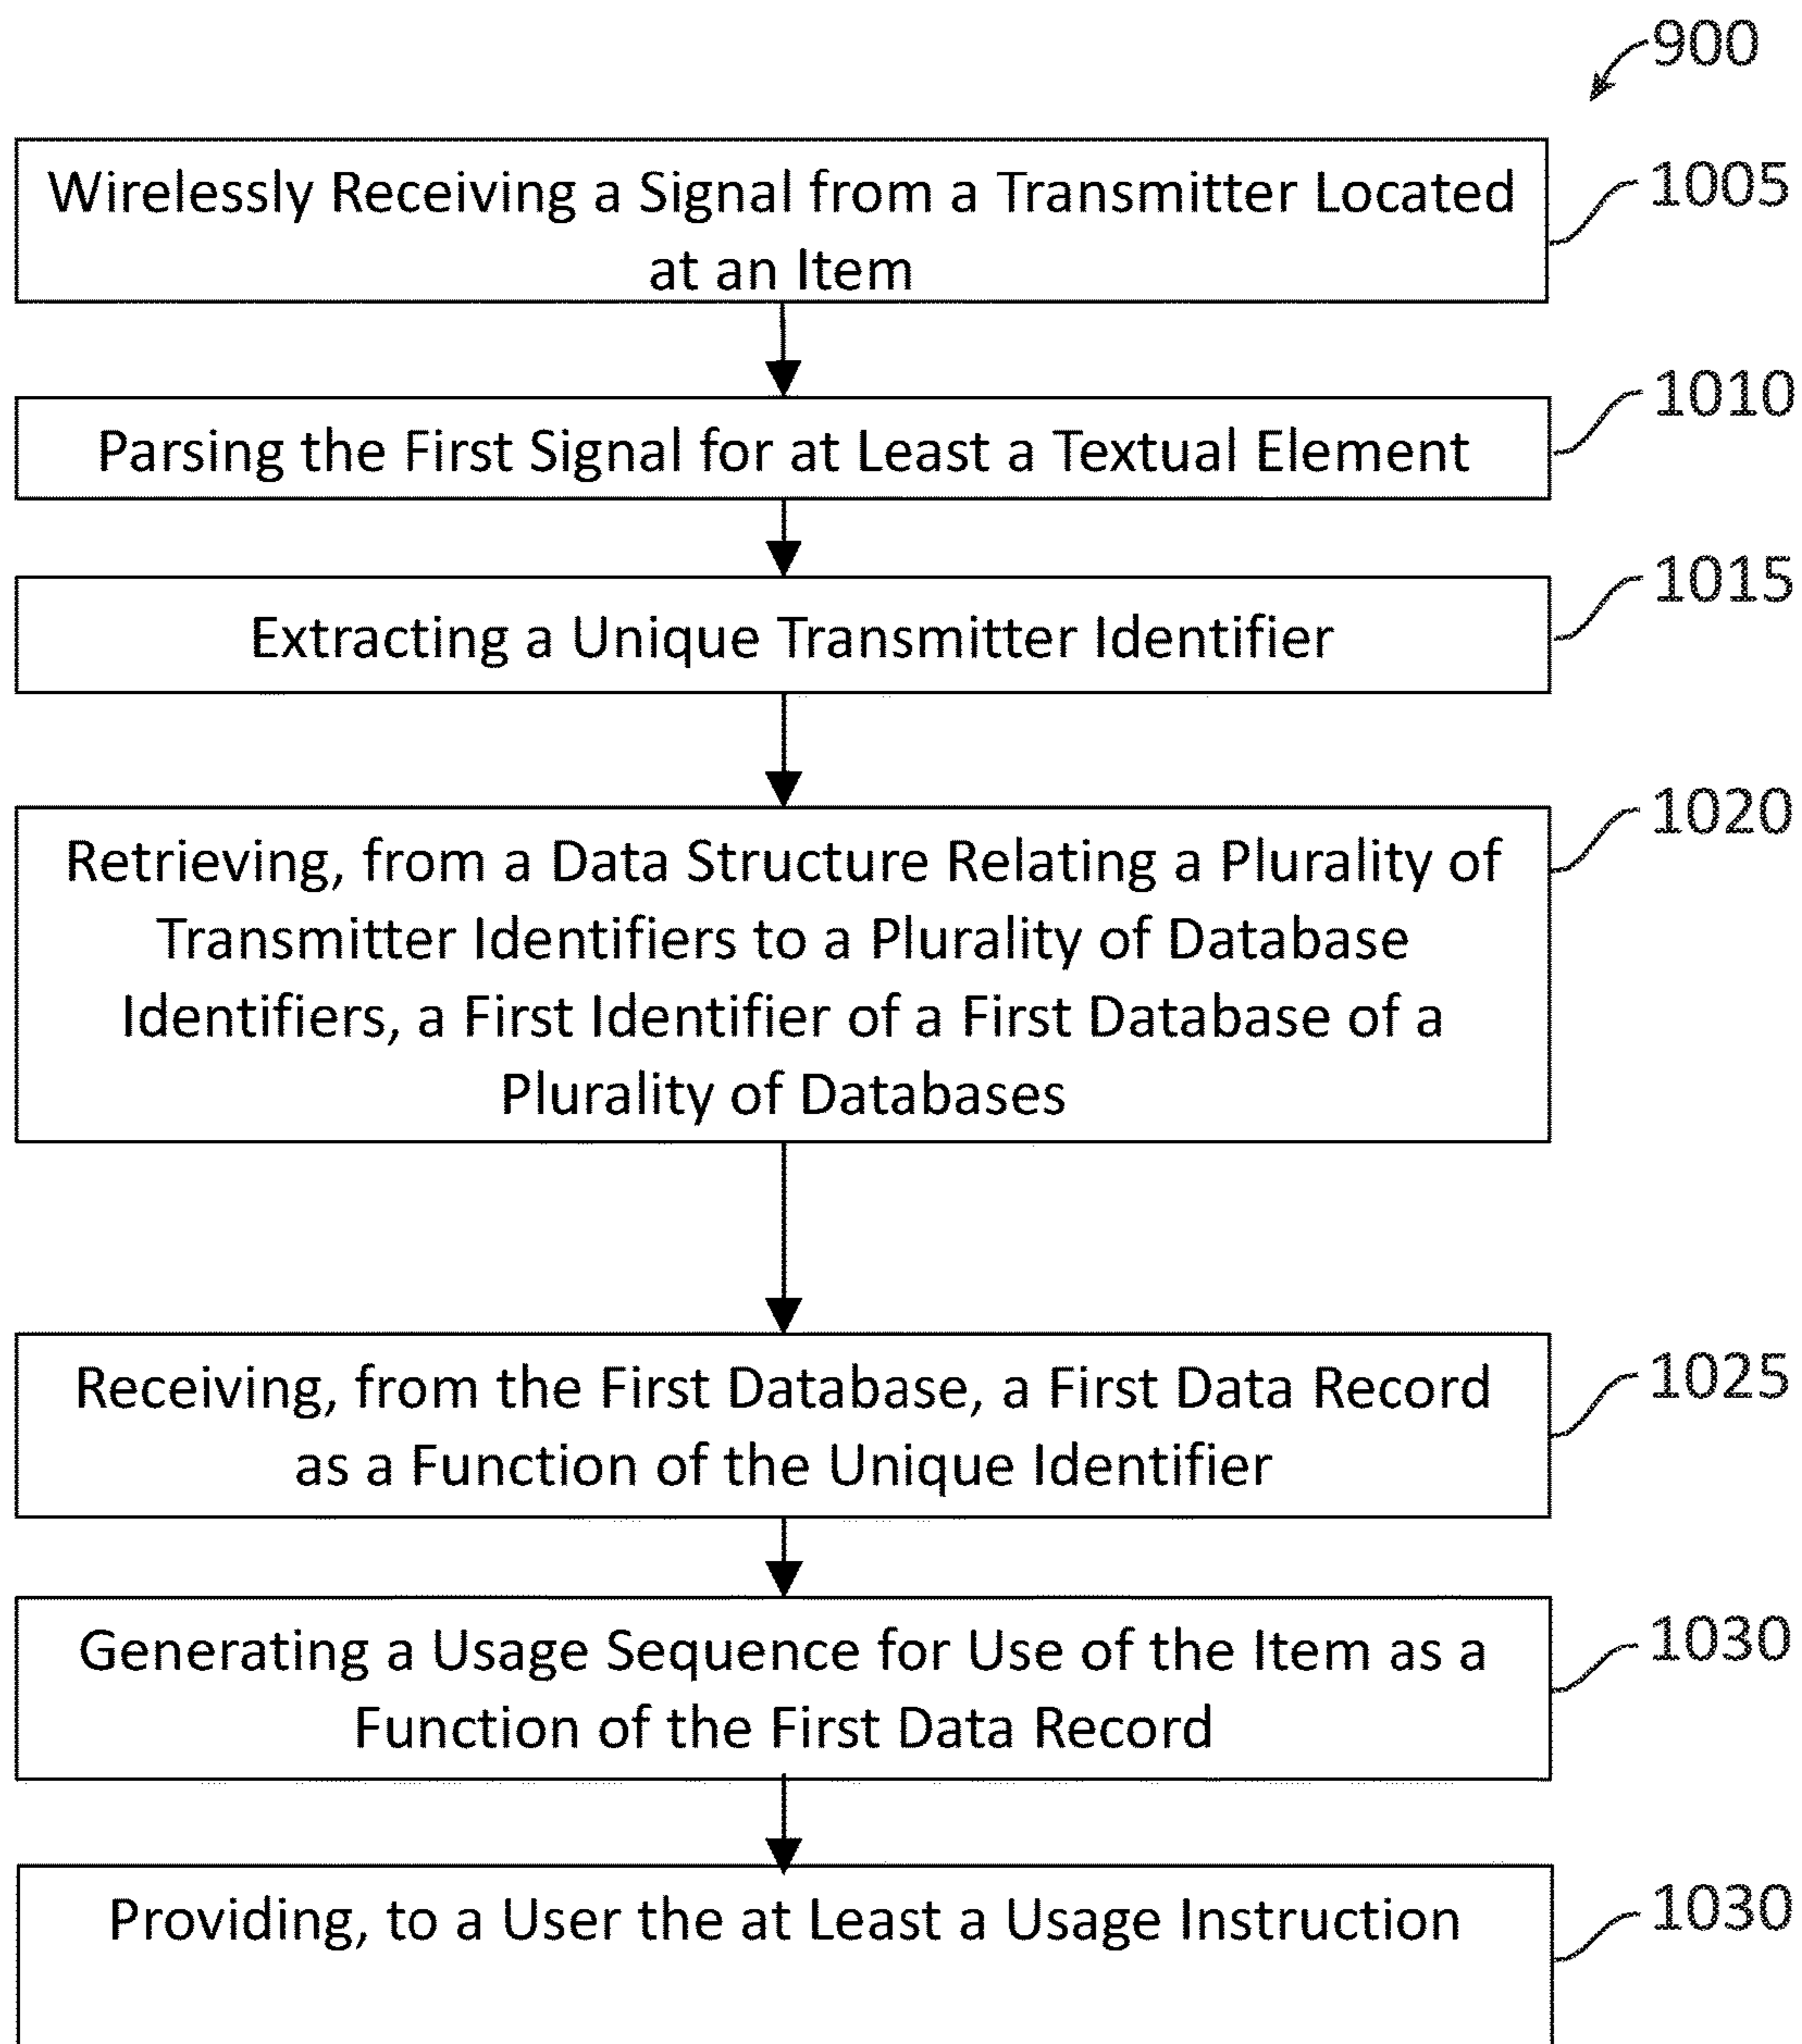 900
Wirelessly Receiving a Signal from a Transmitter Located
at an Item
1005
Parsing the First Signal for at Least a Textual Element
1010
Extracting a Unique Transmitter Identifier
1015
Retrieving, from a Data Structure Relating a Plurality of
Transmitter Identifiers to a Plurality of Database
Identifiers, a First Identifier of a First Database of a
Plurality of Databases
1020
Receiving, from the First Database, a First Data Record
as a Function of the Unique Identifier
1025
Generating a Usage Sequence for Use of the Item as a
Function of the First Data Record
1030
Providing, to a User the at Least a Usage Instruction
1030